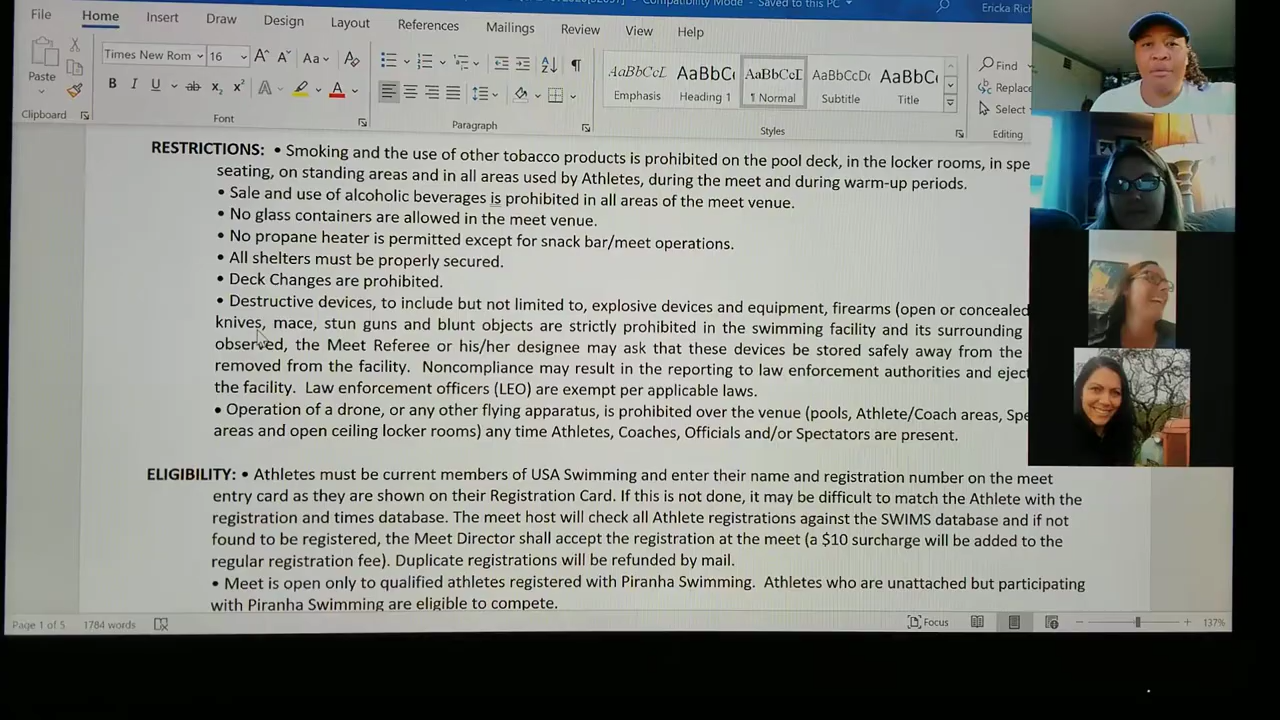 Compatibility Mode - Saved to this PC
File Home Insert Draw Design Layout References Mailings Review View Help
Times New Rom 16 Aa
Paste
B I U ab x₂ x² A A
Clipboard Font Paragraph Styles Editing
AaBbCcL AaBbC AaBbCcI AaBbCcD AaBbC
Emphasis Heading 1 ¶ Normal Subtitle Title
Find
Replace
Select
RESTRICTIONS: • Smoking and the use of other tobacco products is prohibited on the pool deck, in the locker rooms, in
seating, on standing areas and in all areas used by Athletes, during the meet and during warm-up periods.
• Sale and use of alcoholic beverages is prohibited in all areas of the meet venue.
• No glass containers are allowed in the meet venue.
• No propane heater is permitted except for snack bar/meet operations.
• All shelters must be properly secured.
• Deck Changes are prohibited.
• Destructive devices, to include but not limited to, explosive devices and equipment, firearms (open or concealed
knives, mace, stun guns and blunt objects are strictly prohibited in the swimming facility and its surrounding
observed, the Meet Referee or his/her designee may ask that these devices be stored safely away from the
removed from the facility. Noncompliance may result in the reporting to law enforcement authorities and eject
the facility. Law enforcement officers (LEO) are exempt per applicable laws.
• Operation of a drone, or any other flying apparatus, is prohibited over the venue (pools, Athlete/Coach areas, Spe
areas and open ceiling locker rooms) any time Athletes, Coaches, Officials and/or Spectators are present.
ELIGIBILITY: • Athletes must be current members of USA Swimming and enter their name and registration number on the meet
entry card as they are shown on their Registration Card. If this is not done, it may be difficult to match the Athlete with the
registration and times database. The meet host will check all Athlete registrations against the SWIMS database and if not
found to be registered, the Meet Director shall accept the registration at the meet (a $10 surcharge will be added to the
regular registration fee). Duplicate registrations will be refunded by mail.
• Meet is open only to qualified athletes registered with Piranha Swimming. Athletes who are unattached but participating
with Piranha Swimming are eligible to compete.
Page 1 of 5 1784 words Focus 137%